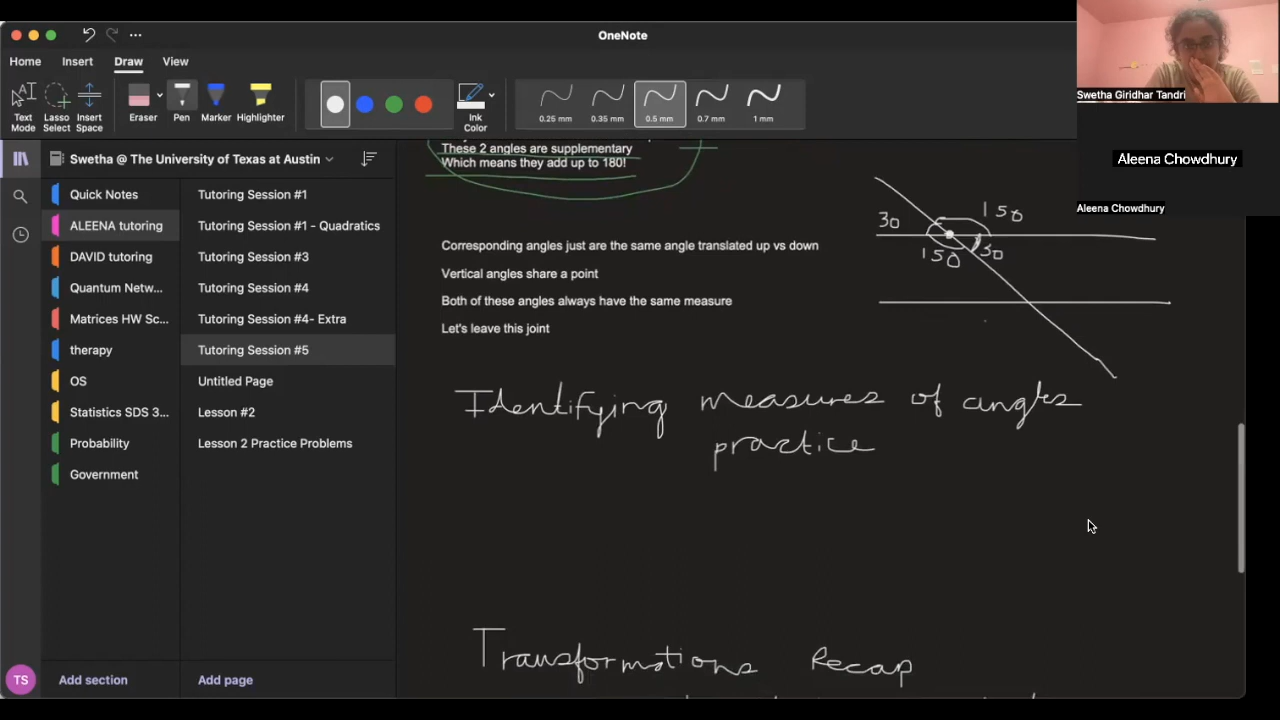 OneNote
Home Insert Draw View
Text Mode
Lasso Select
Insert Space
Eraser
Pen
Marker
Highlighter
Ink Color
0.25 mm
0.35 mm
0.5 mm
0.7 mm
1 mm
Swetha Giridhar Tandri
Aleena Chowdhury
Aleena Chowdhury
Swetha @ The University of Texas at Austin
Quick Notes
ALEENA tutoring
DAVID tutoring
Quantum Netw...
Matrices HW Sc...
therapy
OS
Statistics SDS 3...
Probability
Government
Tutoring Session #1
Tutoring Session #1 - Quadratics
Tutoring Session #3
Tutoring Session #4
Tutoring Session #4- Extra
Tutoring Session #5
Untitled Page
Lesson #2
Lesson 2 Practice Problems
TS
Add section
Add page
These 2 angles are supplementary
Which means they add up to 180!
Corresponding angles just are the same angle translated up vs down
Vertical angles share a point
Both of these angles always have the same measure
Let's leave this joint
30
150
150
30
Identifying measures of angles
practice
Transformations Recap